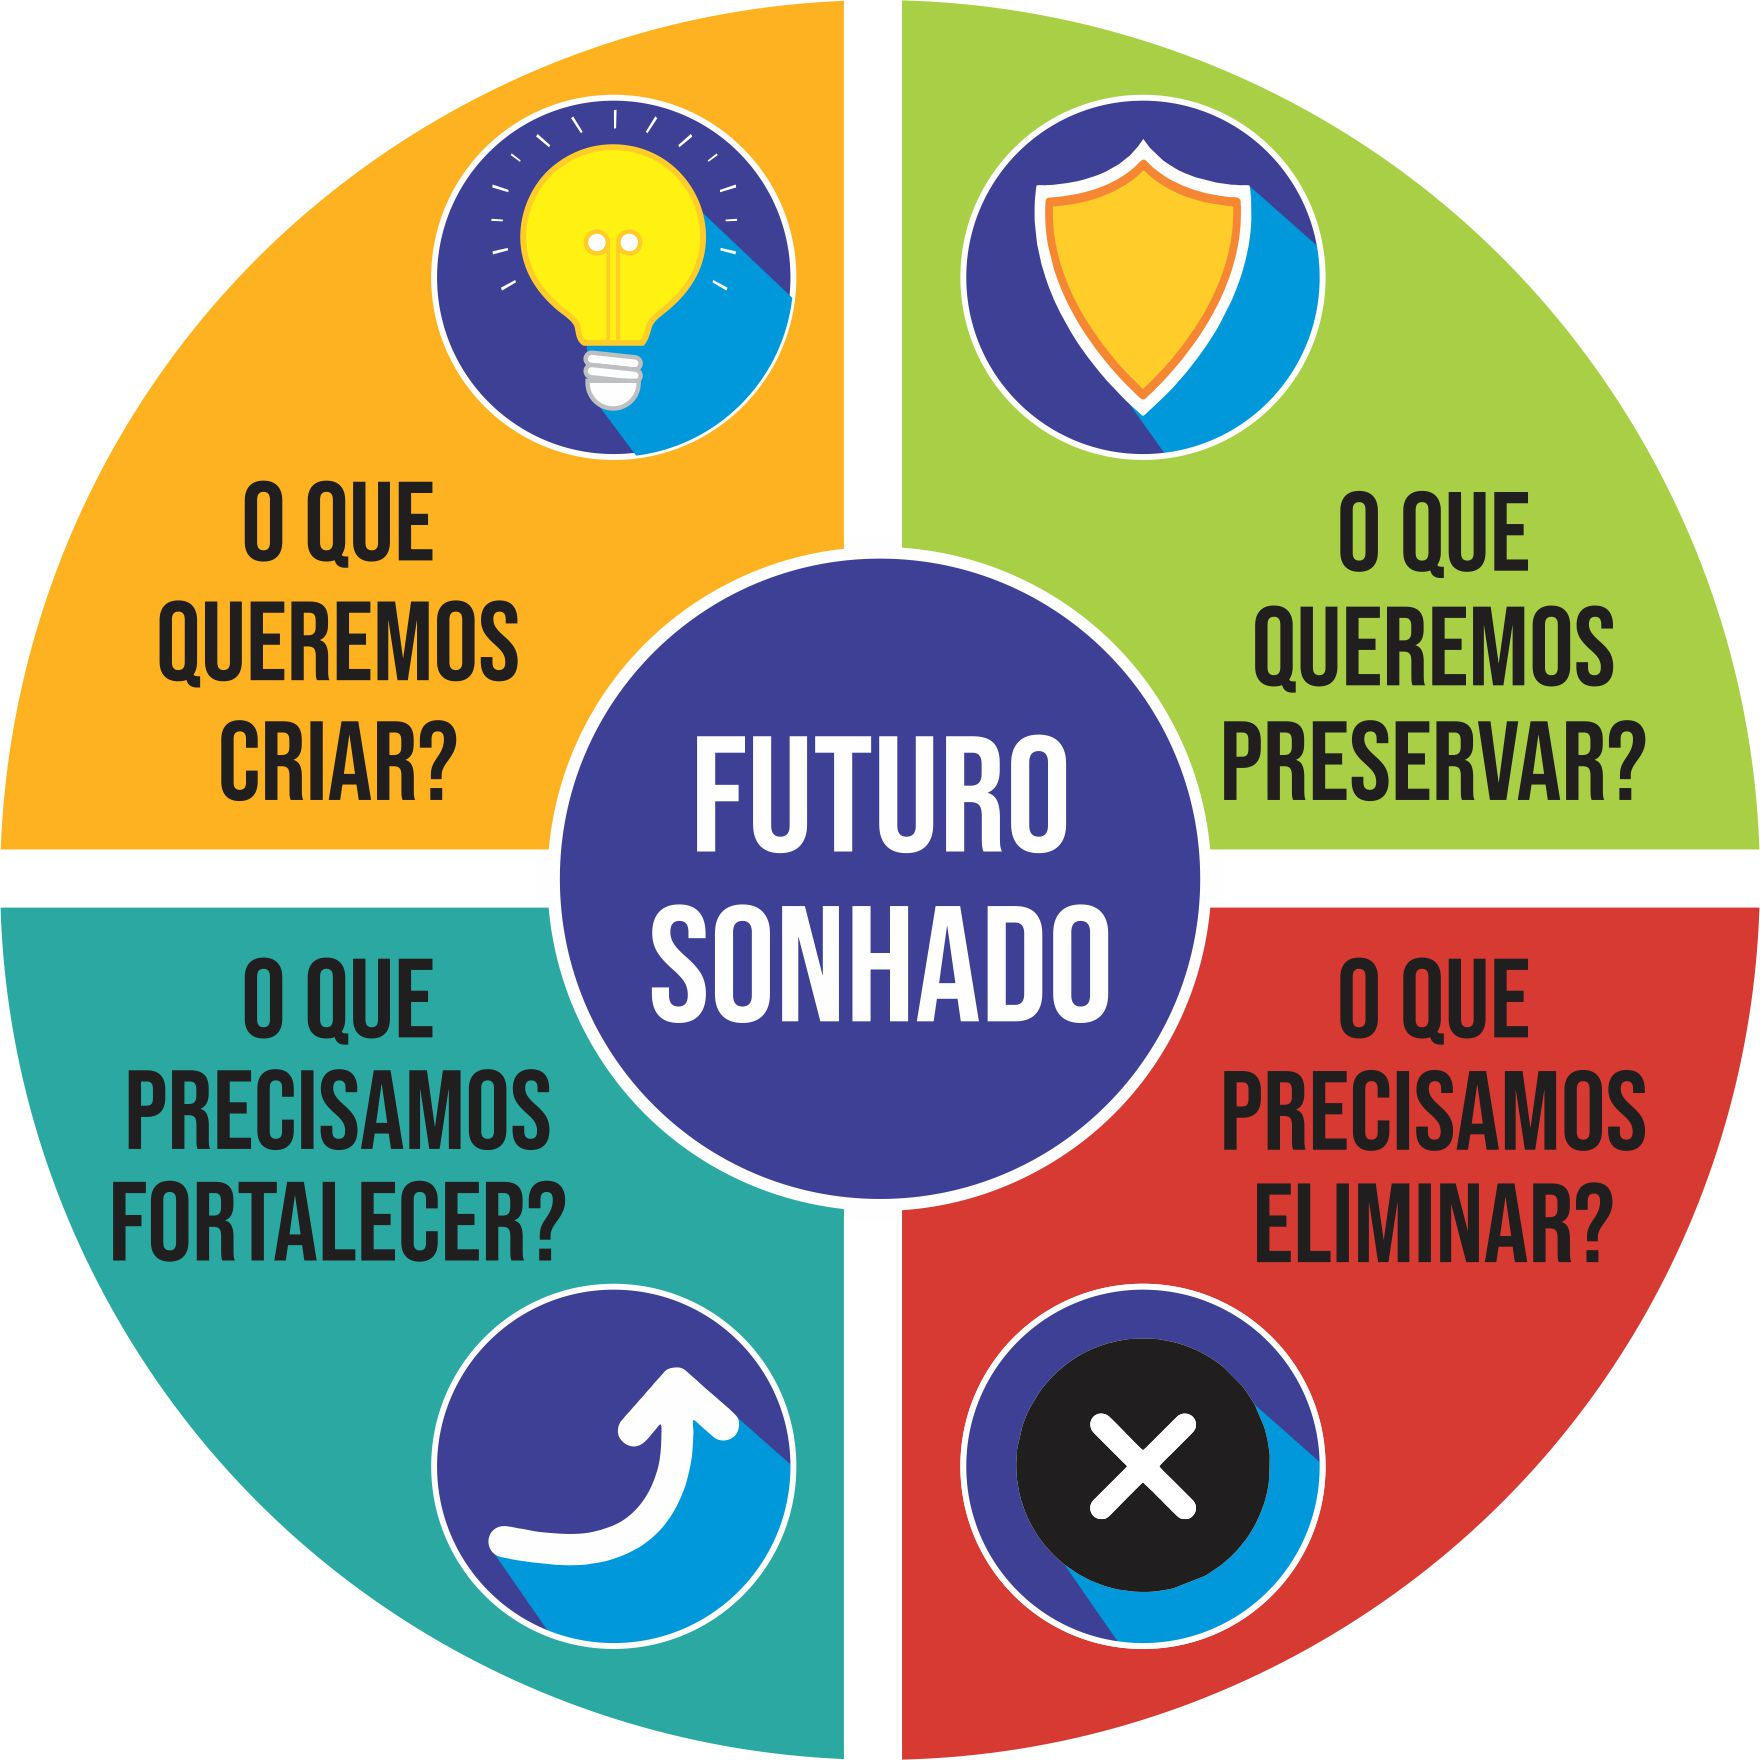 O QUE
QUEREMOS
CRIAR?
O QUE
QUEREMOS
PRESERVAR?
FUTURO
SONHADO
O QUE
PRECISAMOS
FORTALECER?
O QUE
PRECISAMOS
ELIMINAR?